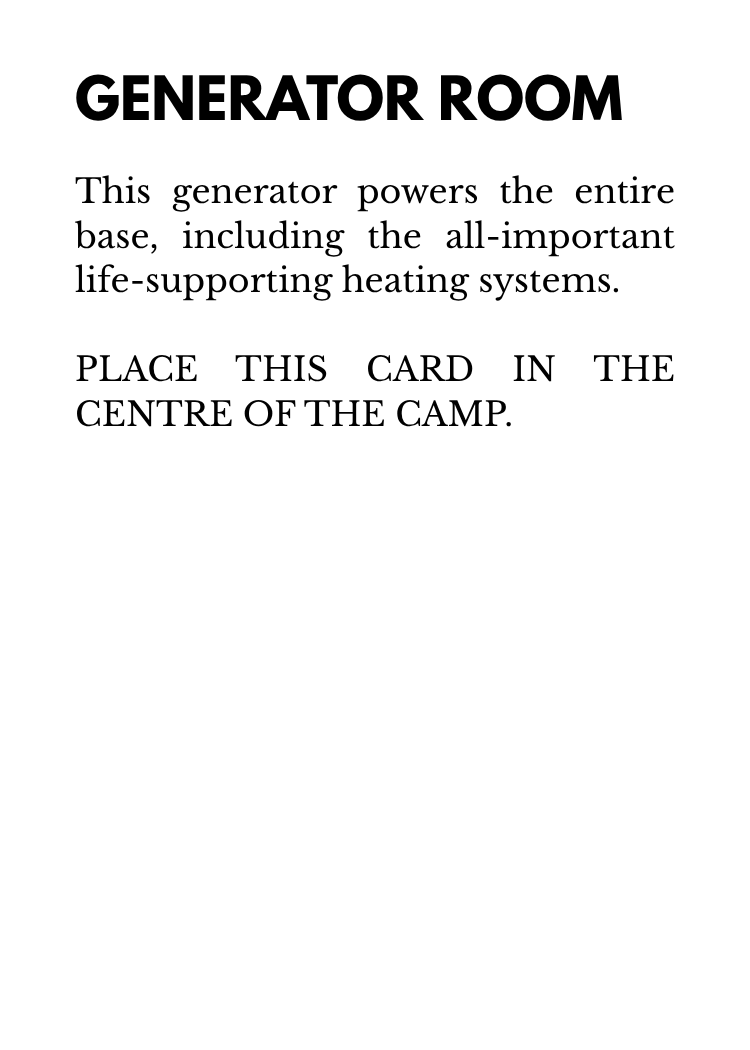 GENERATOR ROOM
This generator powers the entire
base, including the all-important
life-supporting heating systems.
PLACE THIS CARD IN THE
CENTRE OF THE CAMP.